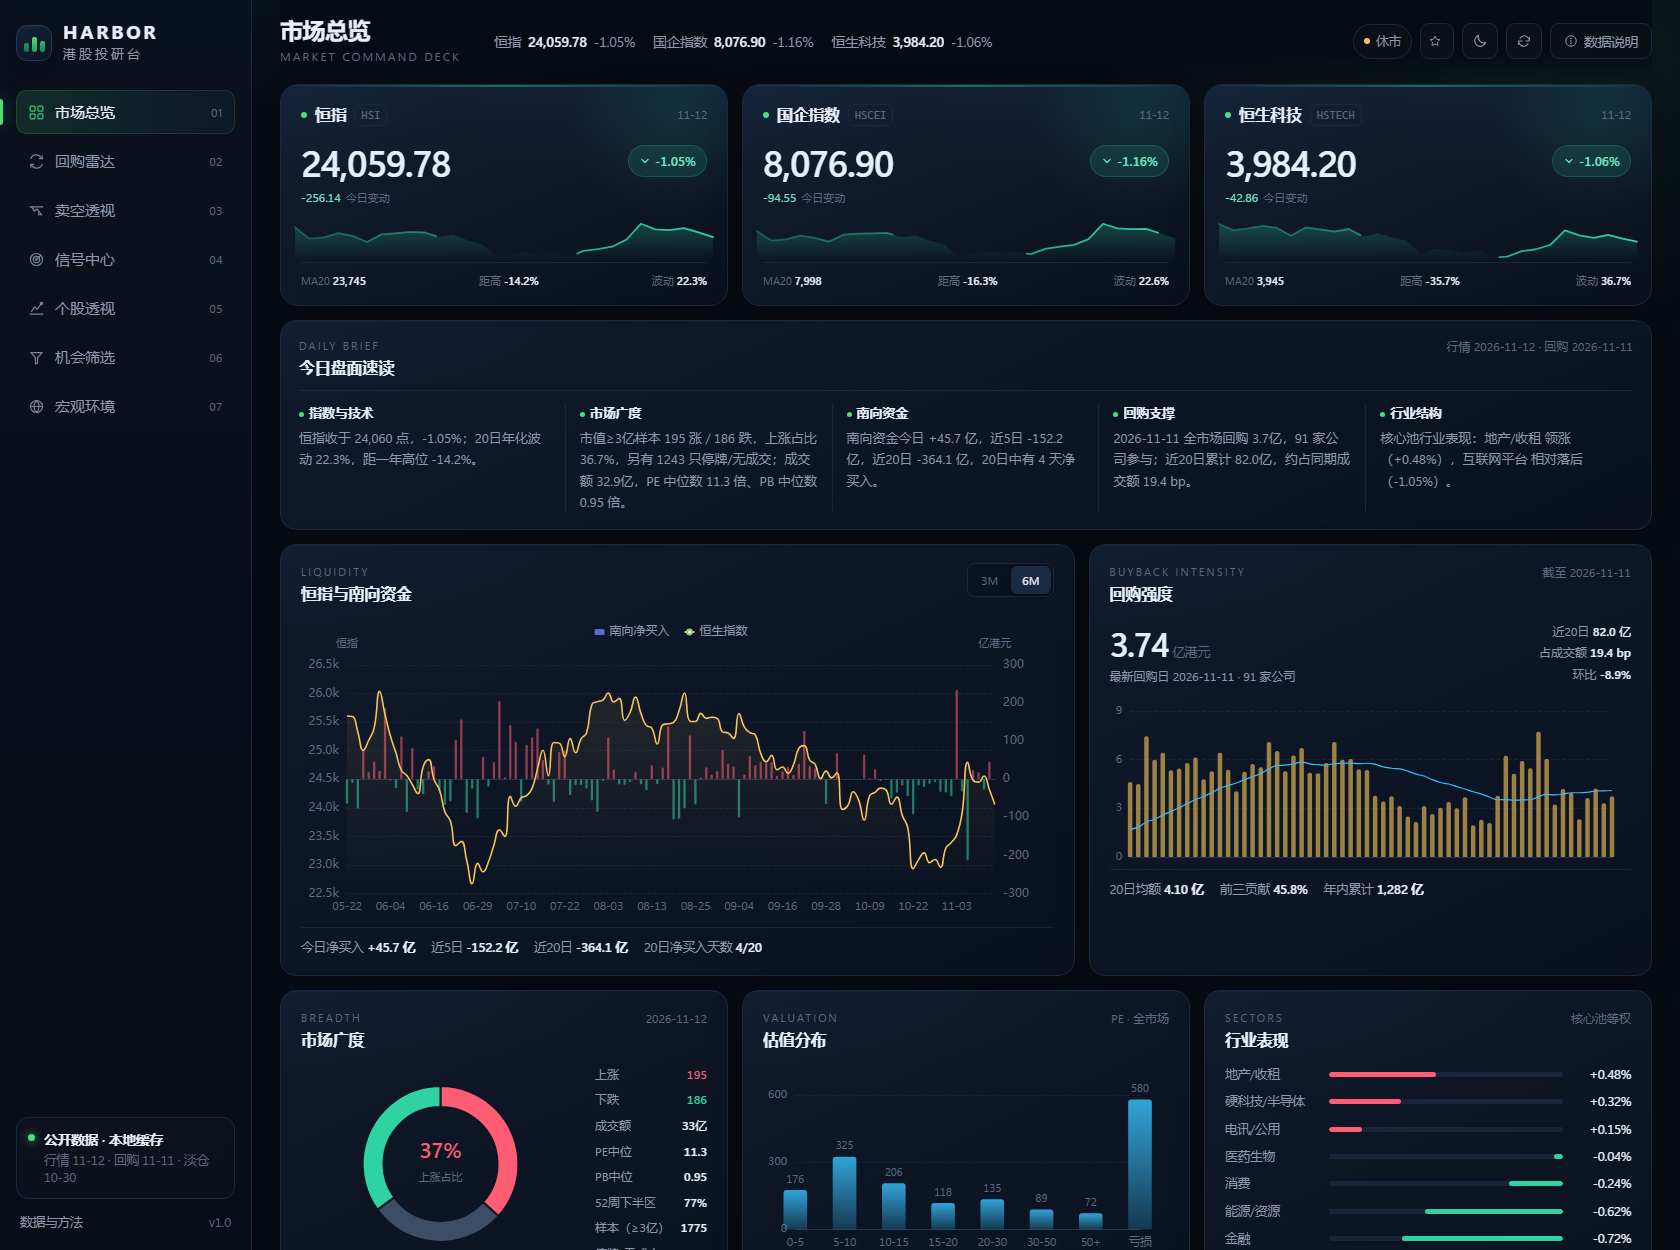 HARBOR
港股投研台
市场总览 01
回购雷达 02
卖空透视 03
信号中心 04
个股透视 05
机会筛选 06
宏观环境 07
公开数据 · 本地缓存
行情 11-12 · 回购 11-11 · 淡仓
10-30
数据与方法 v1.0
市场总览
MARKET COMMAND DECK
恒指 24,059.78 -1.05% 国企指数 8,076.90 -1.16% 恒生科技 3,984.20 -1.06%
休市
数据说明
恒指 HSI 11-12
24,059.78 -1.05%
-256.14 今日变动
MA20 23,745 距高 -14.2% 波动 22.3%
国企指数 HSCEI 11-12
8,076.90 -1.16%
-94.55 今日变动
MA20 7,998 距高 -16.3% 波动 22.6%
恒生科技 HSTECH 11-12
3,984.20 -1.06%
-42.86 今日变动
MA20 3,945 距高 -35.7% 波动 36.7%
DAILY BRIEF
今日盘面速读
行情 2026-11-12 · 回购 2026-11-11
指数与技术
恒指收于 24,060 点，-1.05%；20日年化波
动 22.3%，距一年高位 -14.2%。
市场广度
市值≥3亿样本 195 涨 / 186 跌，上涨占比
36.7%，另有 1243 只停牌/无成交；成交
额 32.9亿，PE 中位数 11.3 倍、PB 中位数
0.95 倍。
南向资金
南向资金今日 +45.7 亿，近5日 -152.2
亿，近20日 -364.1 亿，20日中有 4 天净
买入。
回购支撑
2026-11-11 全市场回购 3.7亿，91 家公
司参与；近20日累计 82.0亿，约占同期成
交额 19.4 bp。
行业结构
核心池行业表现：地产/收租 领涨
（+0.48%），互联网平台 相对落后
（-1.05%）。
LIQUIDITY
恒指与南向资金
3M 6M
南向净买入 恒生指数
恒指 亿港元
26.5k 300
26.0k 200
25.5k
25.0k 100
24.5k 0
24.0k -100
23.5k
23.0k -200
22.5k -300
05-22 06-04 06-16 06-29 07-10 07-22 08-03 08-13 08-25 09-04 09-16 09-28 10-09 10-22 11-03
今日净买入 +45.7 亿 近5日 -152.2 亿 近20日 -364.1 亿 20日净买入天数 4/20
BUYBACK INTENSITY
回购强度
截至 2026-11-11
3.74 亿港元
最新回购日 2026-11-11 · 91 家公司
近20日 82.0 亿
占成交额 19.4 bp
环比 -8.9%
9
6
3
0
20日均额 4.10 亿 前三贡献 45.8% 年内累计 1,282 亿
BREADTH
市场广度
2026-11-12
37%
上涨占比
上涨 195
下跌 186
成交额 33亿
PE中位 11.3
PB中位 0.95
52周下半区 77%
样本（≥3亿） 1775
VALUATION
估值分布
PE · 全市场
600
300
0
176 325 206 118 135 89 72 580
0-5 5-10 10-15 15-20 20-30 30-50 50+ 亏损
SECTORS
行业表现
核心池等权
地产/收租 +0.48%
硬科技/半导体 +0.32%
电讯/公用 +0.15%
医药生物 -0.04%
消费 -0.24%
能源/资源 -0.62%
金融 -0.72%